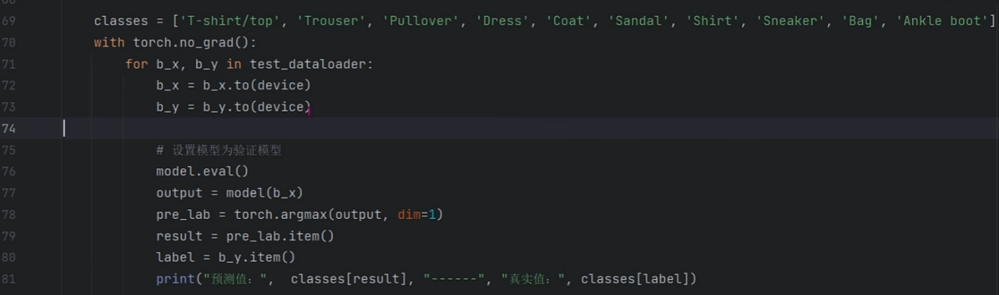 69 classes = ['T-shirt/top', 'Trouser', 'Pullover', 'Dress', 'Coat', 'Sandal', 'Shirt', 'Sneaker', 'Bag', 'Ankle boot']
70 with torch.no_grad():
71 for b_x, b_y in test_dataloader:
72 b_x = b_x.to(device)
73 b_y = b_y.to(device)
74
75 # 设置模型为验证模型
76 model.eval()
77 output = model(b_x)
78 pre_lab = torch.argmax(output, dim=1)
79 result = pre_lab.item()
80 label = b_y.item()
81 print("预测值：", classes[result], "------", "真实值：", classes[label])